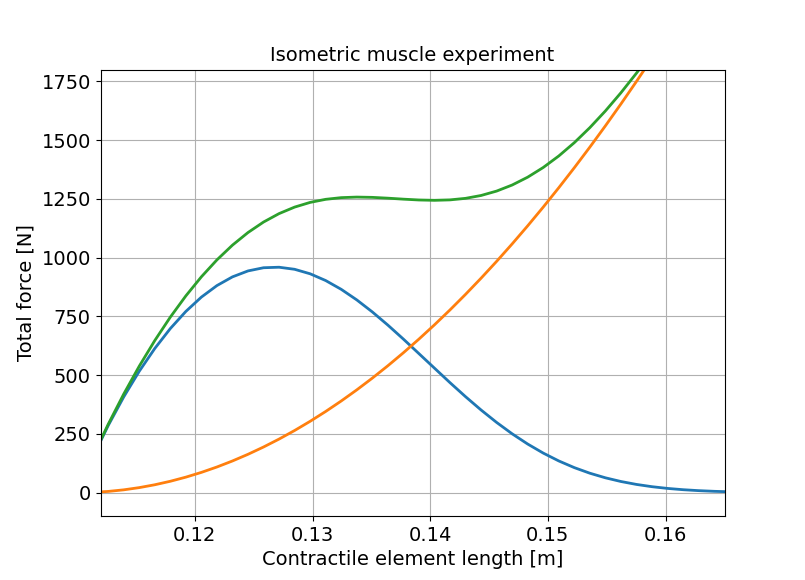 Isometric muscle experiment
Total force [N]
1750
1500
1250
1000
750
500
250
0
0.12 0.13 0.14 0.15 0.16
Contractile element length [m]